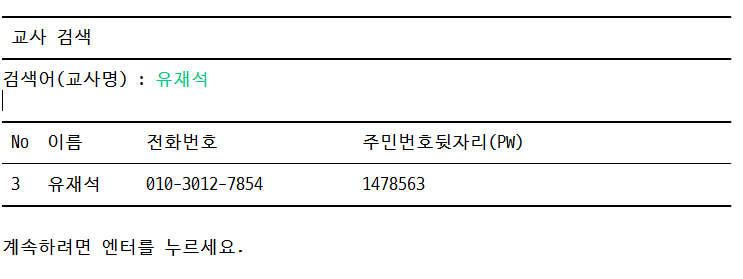 교사 검색
검색어(교사명) : 유재석
No 이름 전화번호 주민번호뒷자리(PW)
3 유재석 010-3012-7854 1478563
계속하려면 엔터를 누르세요.